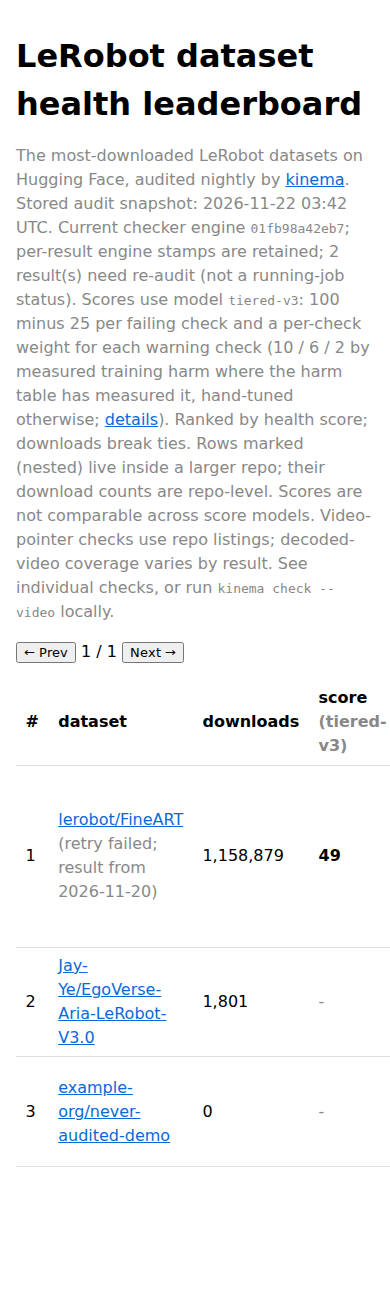 LeRobot dataset
health leaderboard
The most-downloaded LeRobot datasets on
Hugging Face, audited nightly by kinema.
Stored audit snapshot: 2026-11-22 03:42
UTC. Current checker engine 01fb98a42eb7;
per-result engine stamps are retained; 2
result(s) need re-audit (not a running-job
status). Scores use model tiered-v3: 100
minus 25 per failing check and a per-check
weight for each warning check (10 / 6 / 2 by
measured training harm where the harm
table has measured it, hand-tuned
otherwise; details). Ranked by health score;
downloads break ties. Rows marked
(nested) live inside a larger repo; their
download counts are repo-level. Scores are
not comparable across score models. Video-
pointer checks use repo listings; decoded-
video coverage varies by result. See
individual checks, or run kinema check --
video locally.
← Prev 1 / 1 Next →
# dataset downloads score
(tiered-
v3)
1 lerobot/FineART
(retry failed;
result from
2026-11-20)
1,158,879 49
2 Jay-
Ye/EgoVerse-
Aria-LeRobot-
V3.0
1,801 -
3 example-
org/never-
audited-demo
0 -